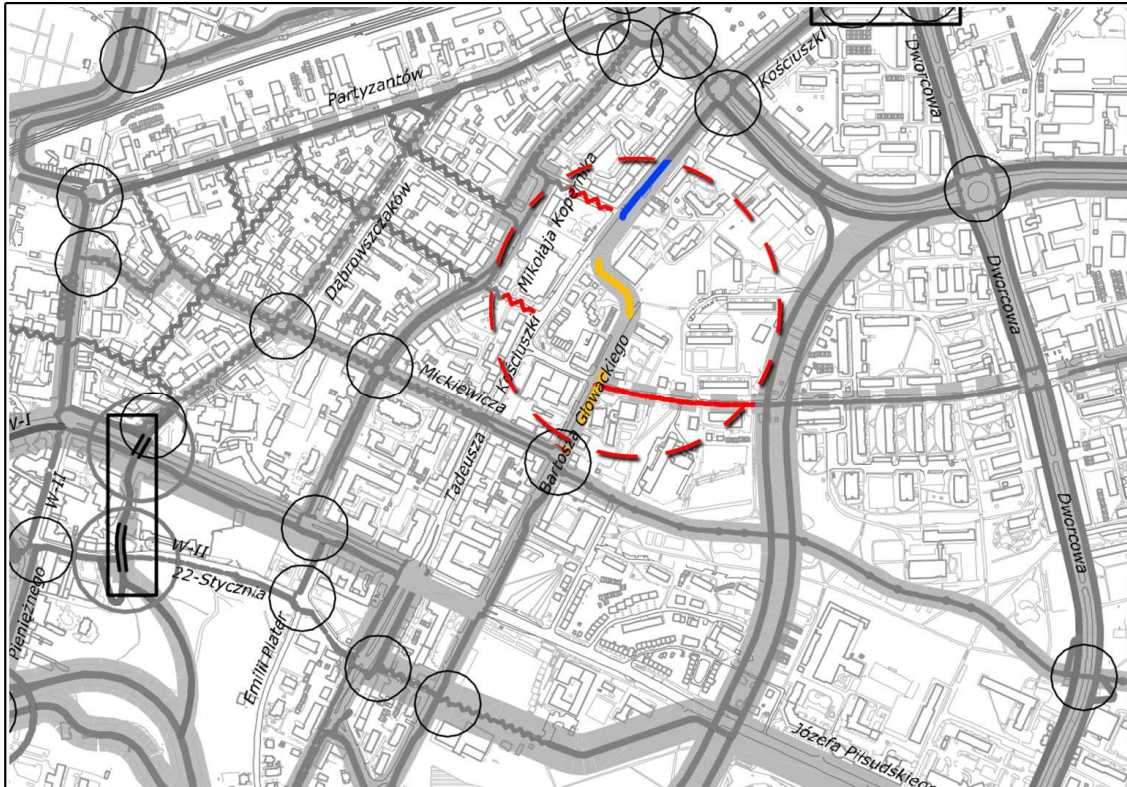 Kościuszki
Dworcowa
Partyzantów
Mikołaja Kopernika
Dąbrowszczaków
Dworcowa
Kościuszki
Głowackiego
Mickiewicza
W-I
Tadeusza
Bartosza
W-II
W-II
22-Stycznia
Dworcowa
Pieniężnego
Emilii Plater
Józefa Piłsudskiego